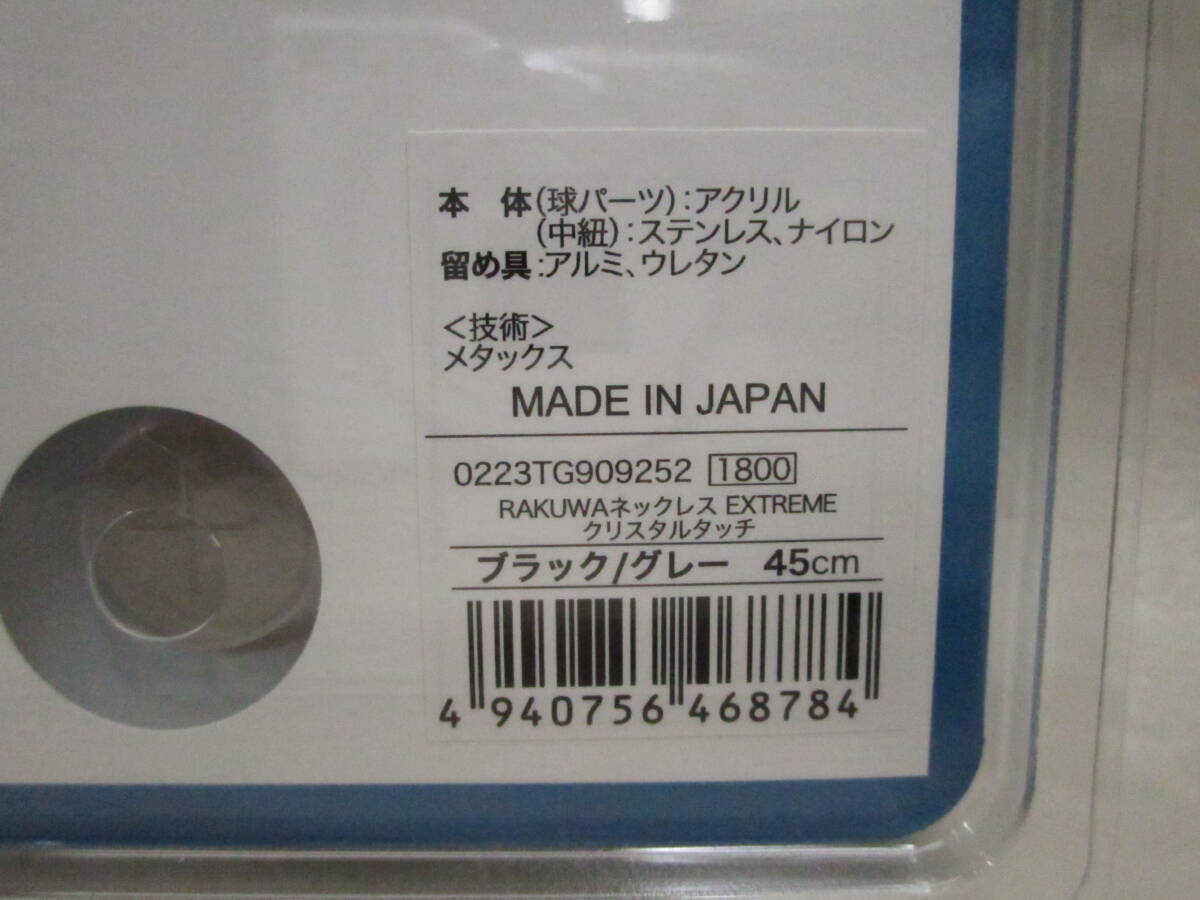 本 体(球パーツ):アクリル
(中紐):ステンレス、ナイロン
留め具:アルミ、ウレタン
<技術>
メタックス
MADE IN JAPAN
0223TG909252 1800
RAKUWAネックレス EXTREME
クリスタルタッチ
ブラック/グレー 45cm
4 940756 468784